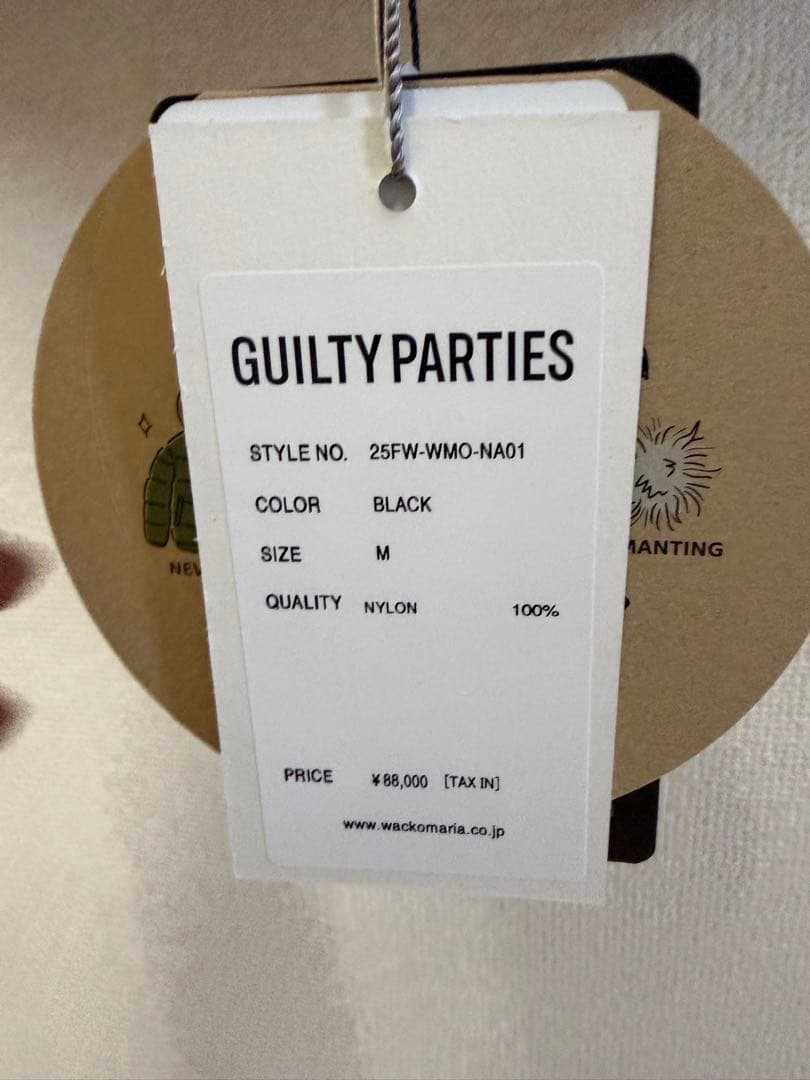 GUILTY PARTIES
STYLE NO. 25FW-WMO-NA01
COLOR BLACK
SIZE M
QUALITY NYLON 100%
PRICE ¥88,000 [TAX IN]
www.wackomaria.co.jp